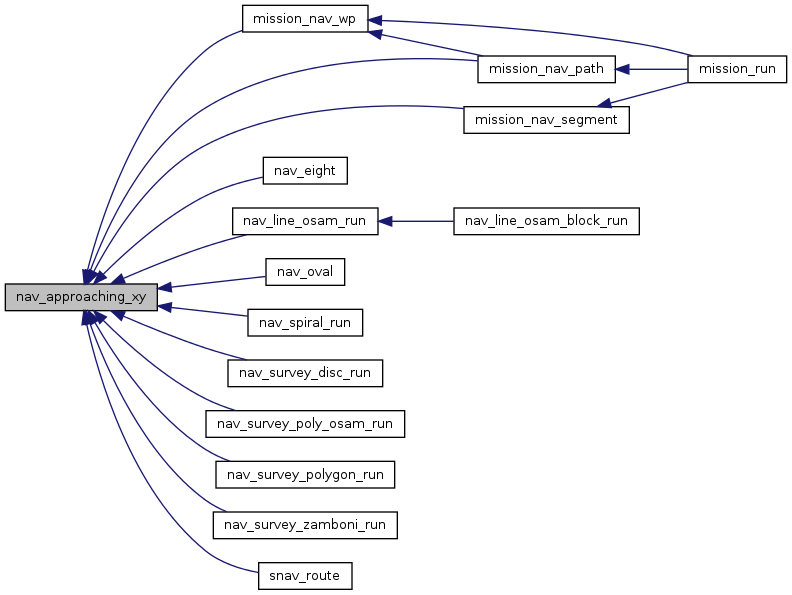 mission_nav_wp
mission_nav_path
mission_run
mission_nav_segment
nav_eight
nav_line_osam_run
nav_line_osam_block_run
nav_oval
nav_approaching_xy
nav_spiral_run
nav_survey_disc_run
nav_survey_poly_osam_run
nav_survey_polygon_run
nav_survey_zamboni_run
snav_route